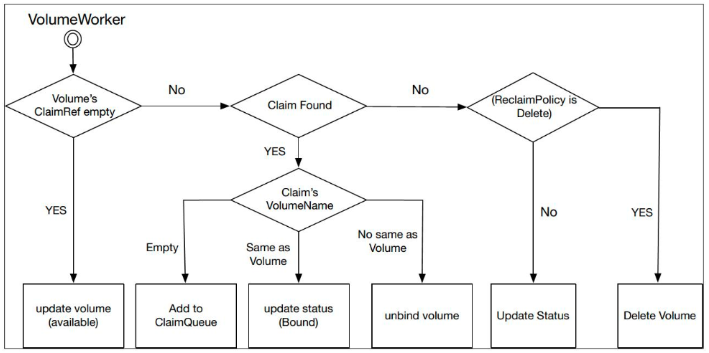 VolumeWorker
Volume's
ClaimRef empty
No
Claim Found
No
(ReclaimPolicy is
Delete)
YES
Claim's
VolumeName
YES
Empty
Same as
Volume
No same as
Volume
No
YES
update volume
(available)
Add to
ClaimQueue
update status
(Bound)
unbind volume
Update Status
Delete Volume